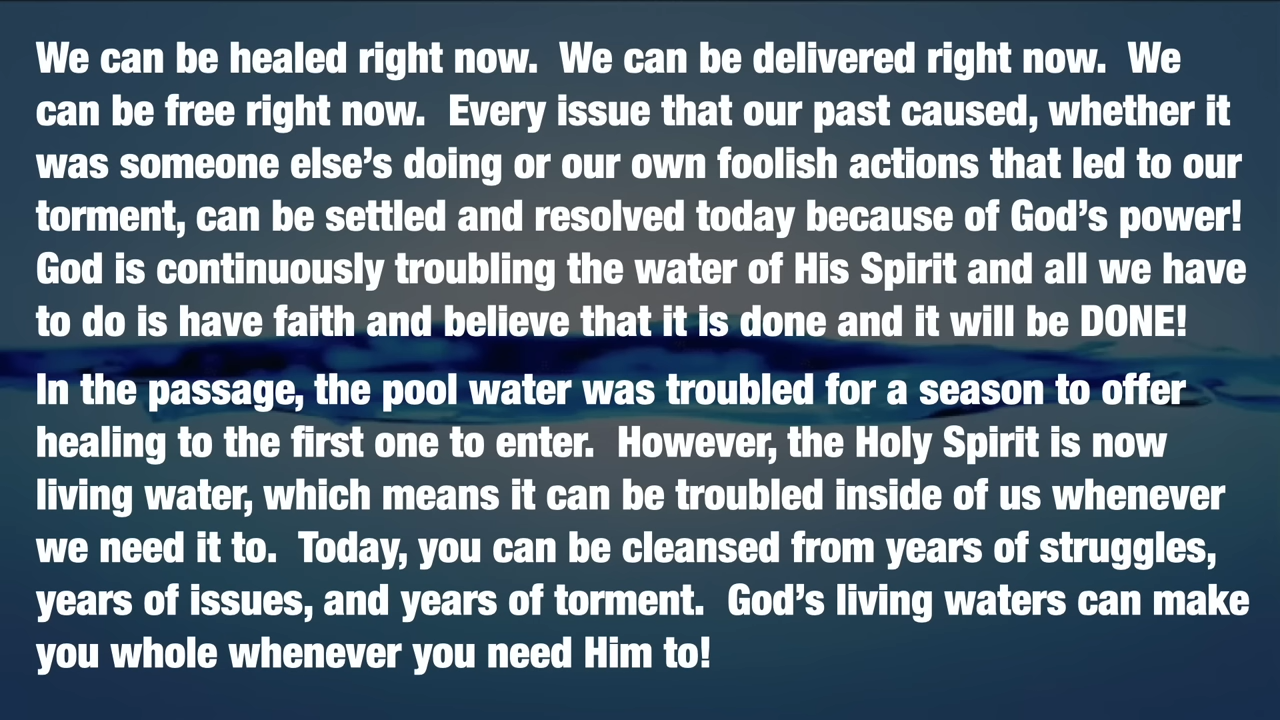 We can be healed right now.  We can be delivered right now.  We
can be free right now.  Every issue that our past caused, whether it
was someone else’s doing or our own foolish actions that led to our
torment, can be settled and resolved today because of God’s power!
God is continuously troubling the water of His Spirit and all we have
to do is have faith and believe that it is done and it will be DONE!
In the passage, the pool water was troubled for a season to offer
healing to the first one to enter.  However, the Holy Spirit is now
living water, which means it can be troubled inside of us whenever
we need it to.  Today, you can be cleansed from years of struggles,
years of issues, and years of torment.  God’s living waters can make
you whole whenever you need Him to!